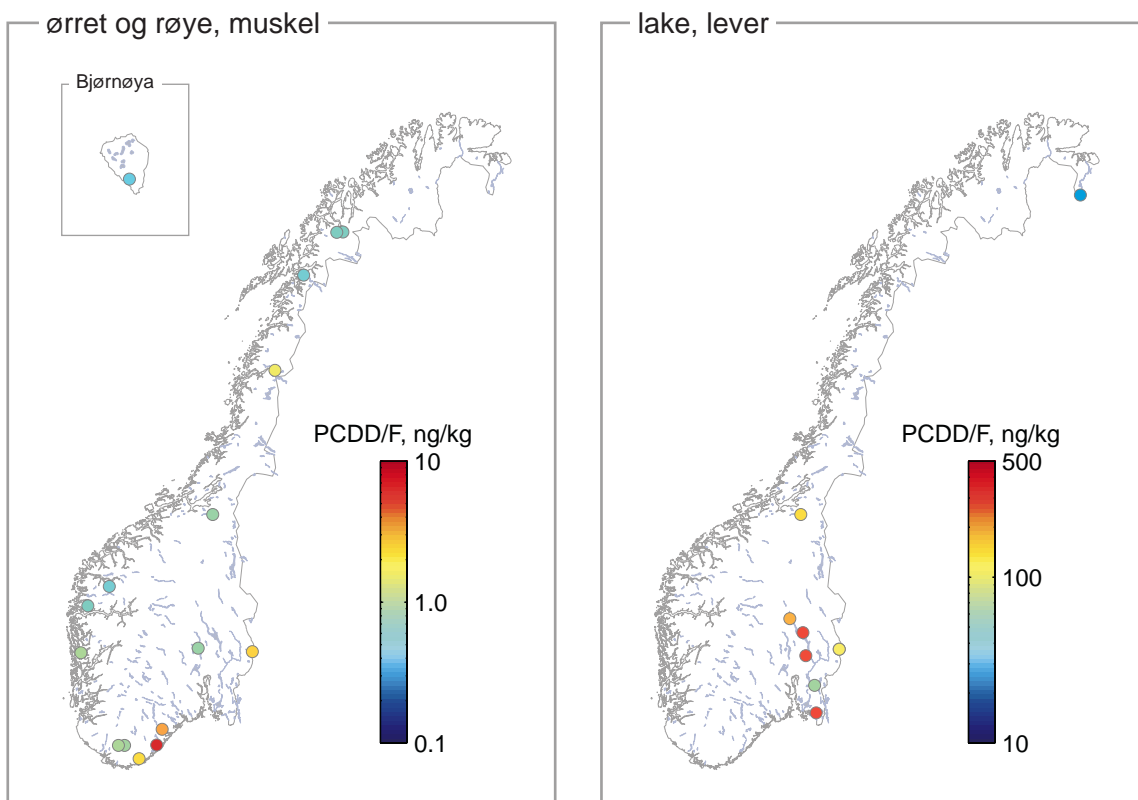 ørret og røye, muskel
Bjørnøya
PCDD/F, ng/kg
10
1.0
0.1
lake, lever
PCDD/F, ng/kg
500
100
10